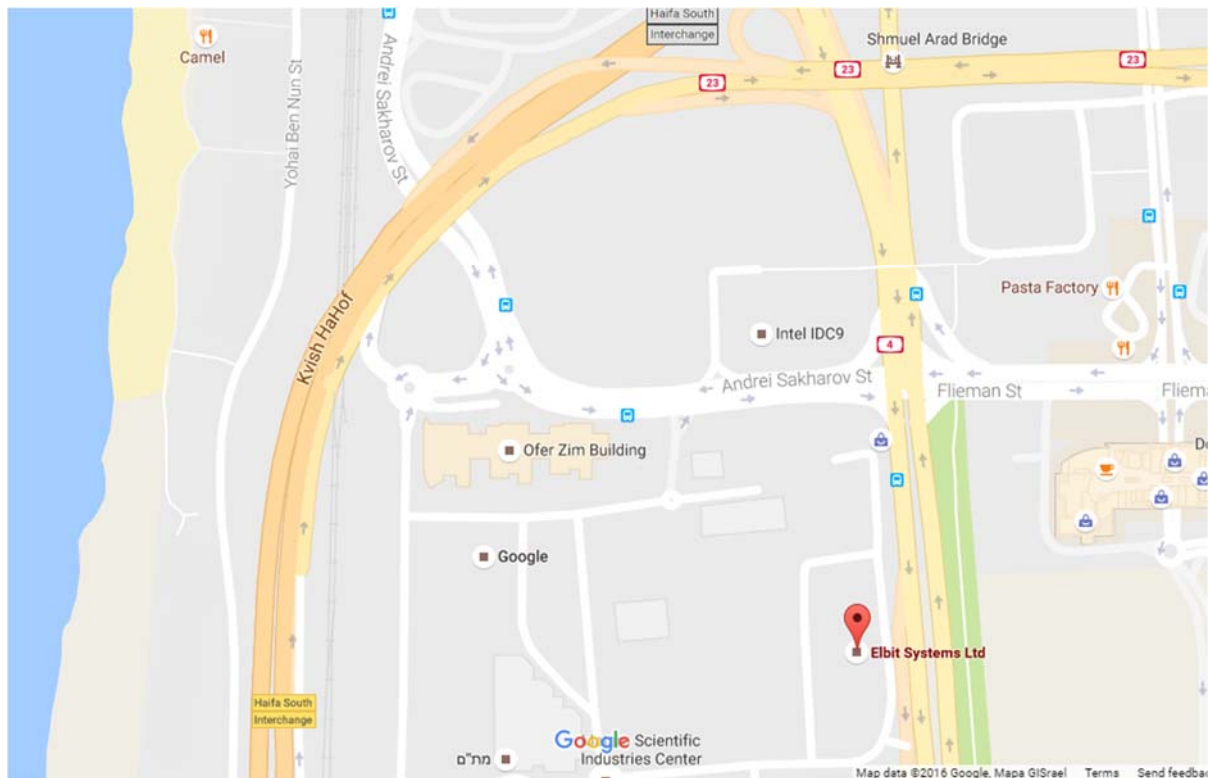 Haifa South
Interchange
Camel
Yohai Ben Nun St
Andrei Sakharov St
Shmuel Arad Bridge
23
23
23
Kvish HaHof
Pasta Factory
Intel IDC9
4
Andrei Sakharov St
Flieman St
Fliema
Ofer Zim Building
Do
Google
Elbit Systems Ltd
Haifa South
Interchange
Google
Scientific
Industries Center
מת"ם
Map data ©2016 Google, Mapa GISrael Terms Send feedba